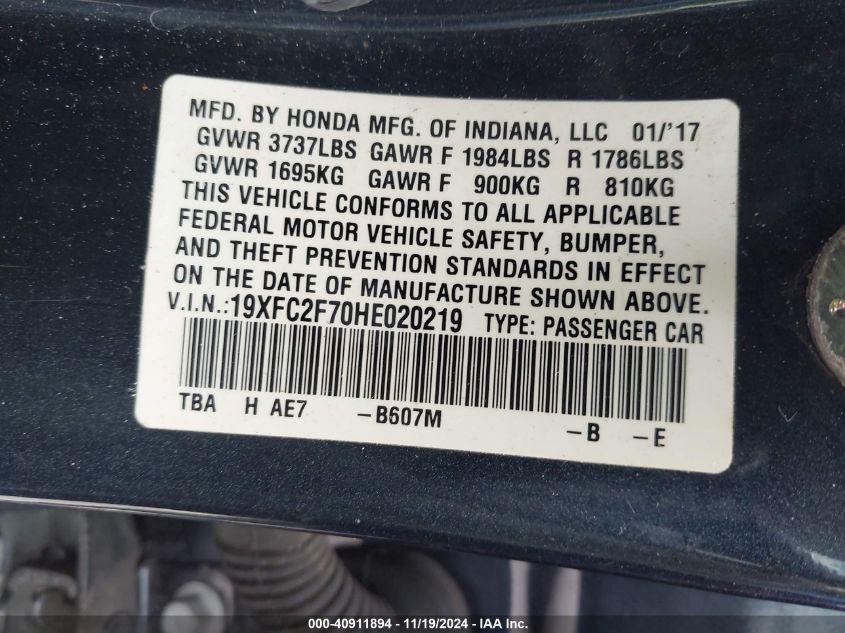 MFD. BY HONDA MFG. OF INDIANA, LLC 01/'17
GVWR 3737LBS GAWR F 1984LBS R 1786LBS
GVWR 1695KG GAWR F 900KG R 810KG
THIS VEHICLE CONFORMS TO ALL APPLICABLE
FEDERAL MOTOR VEHICLE SAFETY, BUMPER,
AND THEFT PREVENTION STANDARDS IN EFFECT
ON THE DATE OF MANUFACTURE SHOWN ABOVE.
V.I.N.:19XFC2F70HE020219 TYPE: PASSENGER CAR
TBA H AE7 -B607M -B -E
000-40911894 - 11/19/2024 - IAA Inc.